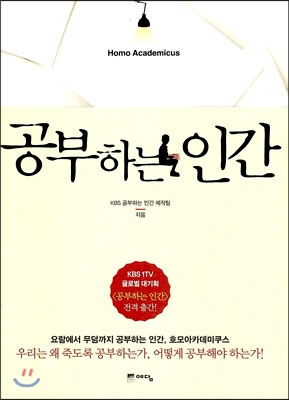 Homo Academicus
공부하는 인간
KBS 공부하는 인간 제작팀
지음
KBS 1TV
글로벌 대기획
〈공부하는 인간〉
전격 출간!
요람에서 무덤까지 공부하는 인간, 호모아카데미쿠스
우리는 왜 죽도록 공부하는가, 어떻게 공부해야 하는가!
예담